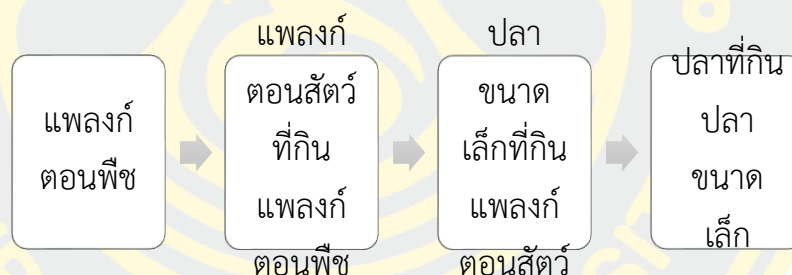 แพลงก์
ตอนพืช
แพลงก์
ตอนสัตว์
ที่กิน
แพลงก์
ตอนพืช
ปลา
ขนาด
เล็กที่กิน
แพลงก์
ตอนสัตว์
ปลาที่กิน
ปลา
ขนาด
เล็ก